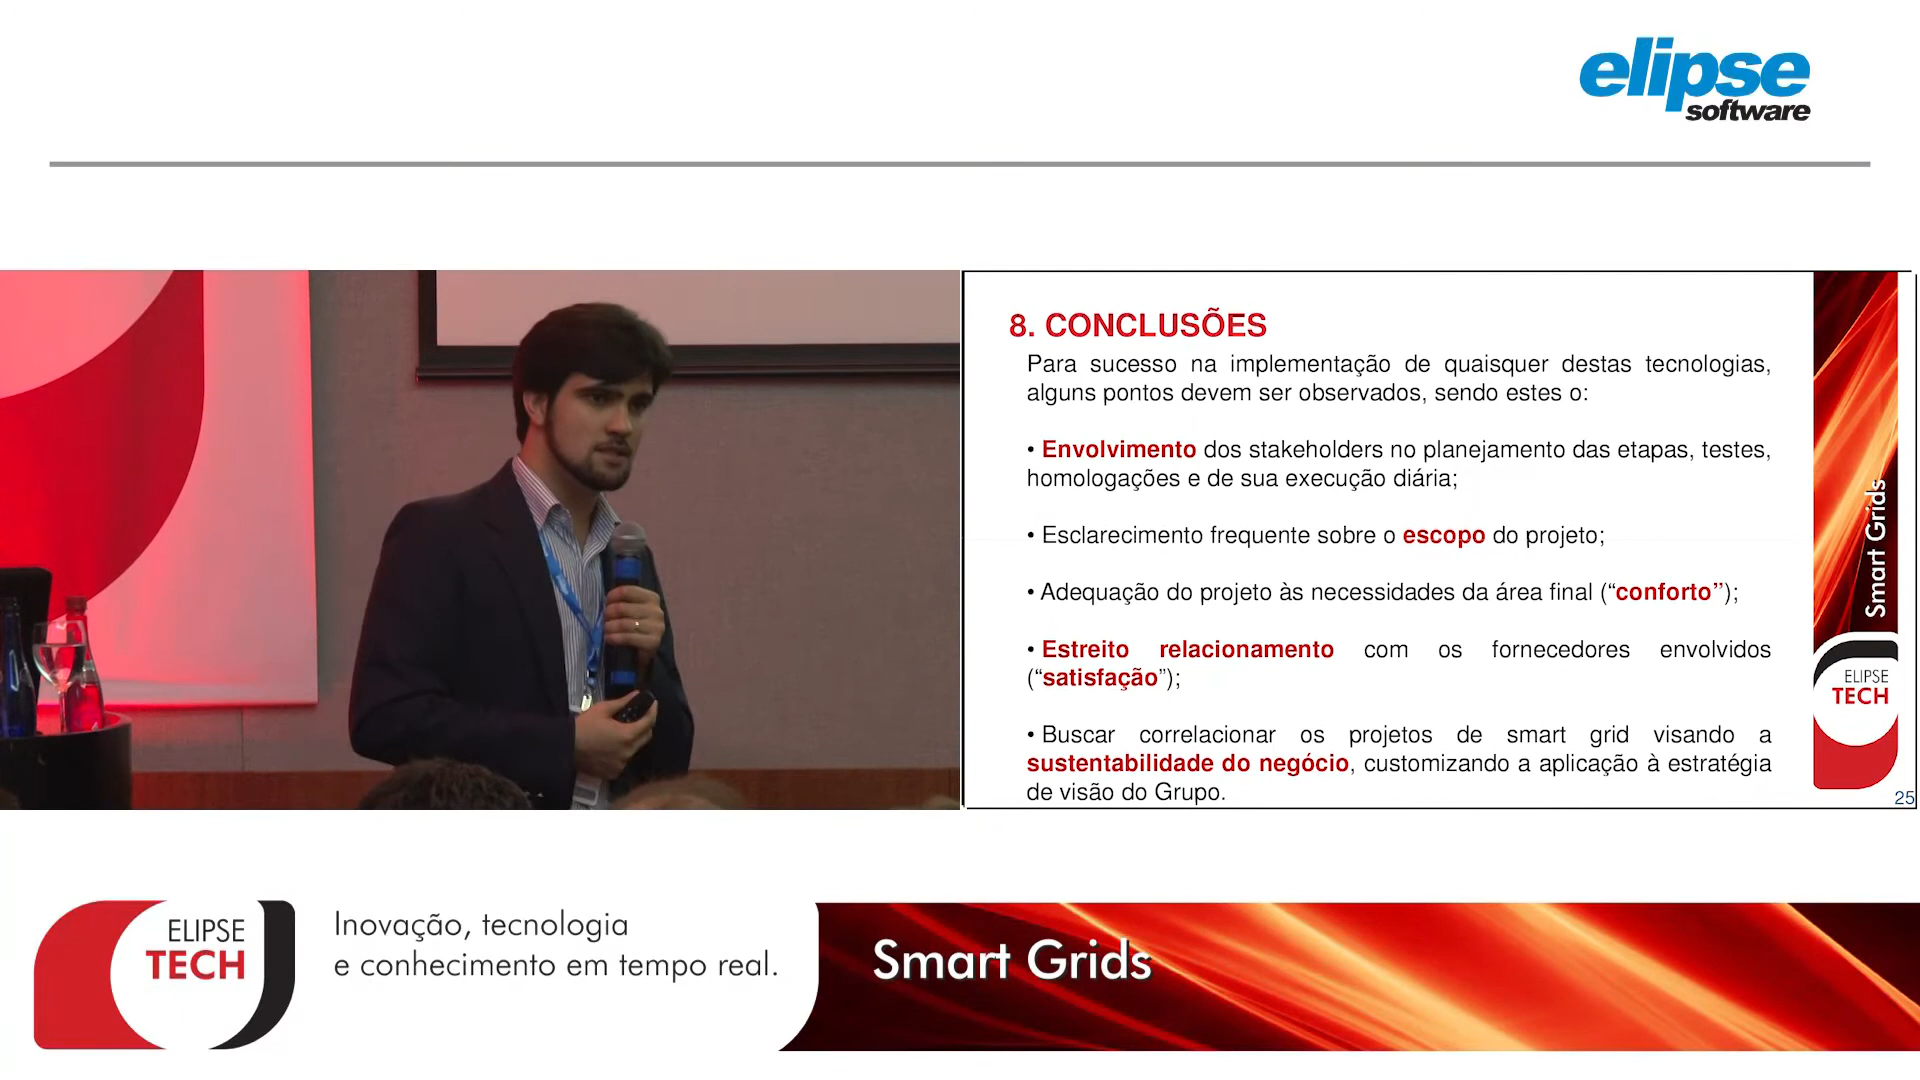 elipse
software
8. CONCLUSÕES
Para sucesso na implementação de quaisquer destas tecnologias,
alguns pontos devem ser observados, sendo estes o:
• Envolvimento dos stakeholders no planejamento das etapas, testes,
homologações e de sua execução diária;
• Esclarecimento frequente sobre o escopo do projeto;
• Adequação do projeto às necessidades da área final (“conforto”);
• Estreito relacionamento com os fornecedores envolvidos
(“satisfação”);
• Buscar correlacionar os projetos de smart grid visando a
sustentabilidade do negócio, customizando a aplicação à estratégia
de visão do Grupo.
Smart Grids
ELIPSE
TECH
25
ELIPSE
TECH
Inovação, tecnologia
e conhecimento em tempo real.
Smart Grids